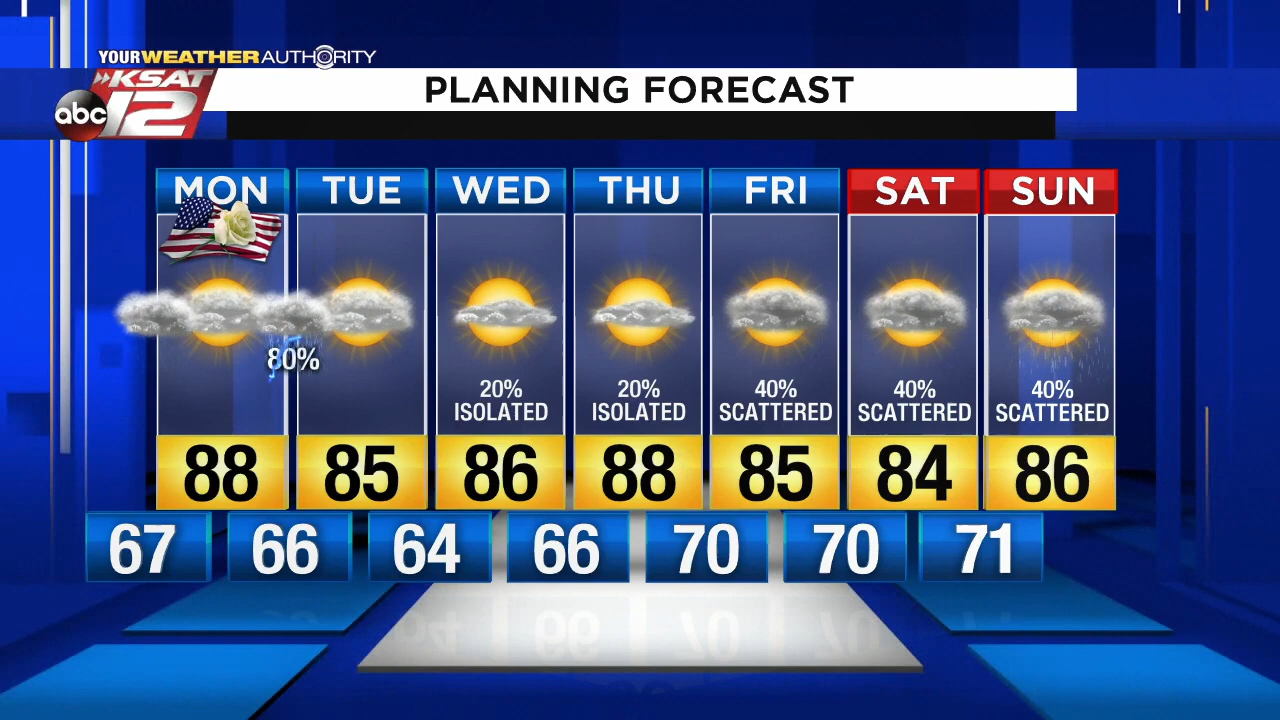 YOURWEATHERAUTHORITY
KSAT
abc 12
PLANNING FORECAST
MON TUE WED THU FRI SAT SUN
80%
20% 20% 40% 40% 40%
ISOLATED ISOLATED SCATTERED SCATTERED SCATTERED
88 85 86 88 85 84 86
67 66 64 66 70 70 71